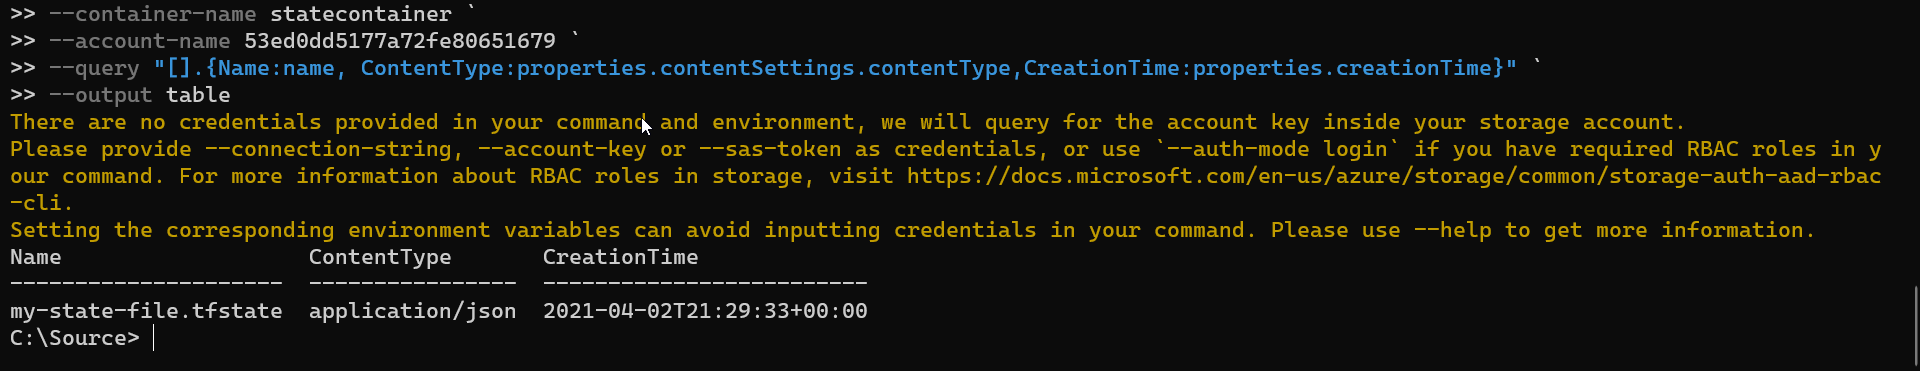 >> --container-name statecontainer `
>> --account-name 53ed0dd5177a72fe80651679 `
>> --query "[].{Name:name, ContentType:properties.contentSettings.contentType,CreationTime:properties.creationTime}" `
>> --output table
There are no credentials provided in your command and environment, we will query for the account key inside your storage account.
Please provide --connection-string, --account-key or --sas-token as credentials, or use `--auth-mode login` if you have required RBAC roles in y
our command. For more information about RBAC roles in storage, visit https://docs.microsoft.com/en-us/azure/storage/common/storage-auth-aad-rbac
-cli.
Setting the corresponding environment variables can avoid inputting credentials in your command. Please use --help to get more information.
Name                   ContentType       CreationTime
---------------------  ----------------  -------------------------
my-state-file.tfstate  application/json  2021-04-02T21:29:33+00:00
C:\Source>